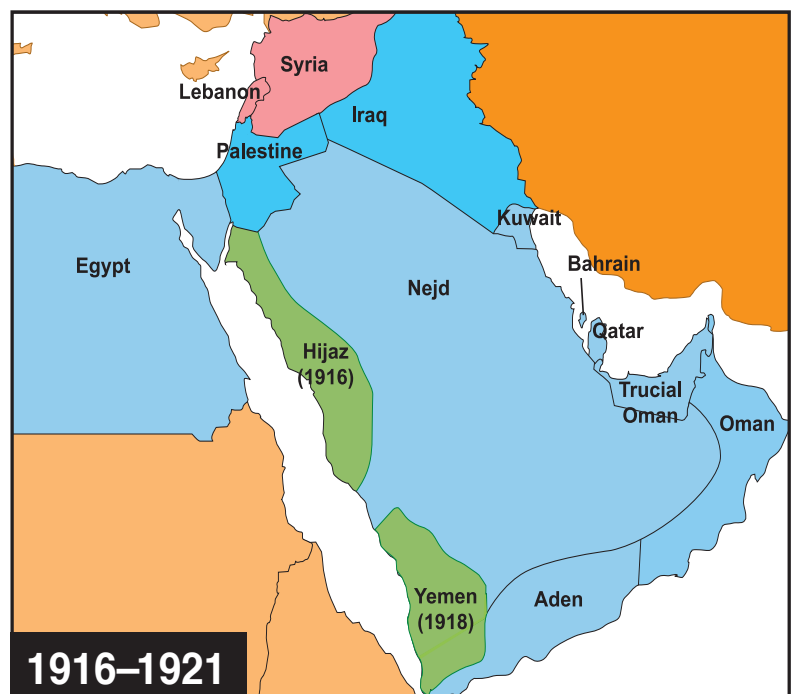 Syria
Lebanon
Iraq
Palestine
Kuwait
Egypt
Bahrain
Nejd
Qatar
Hijaz
(1916)
Trucial
Oman
Oman
Yemen
(1918)
Aden
1916–1921